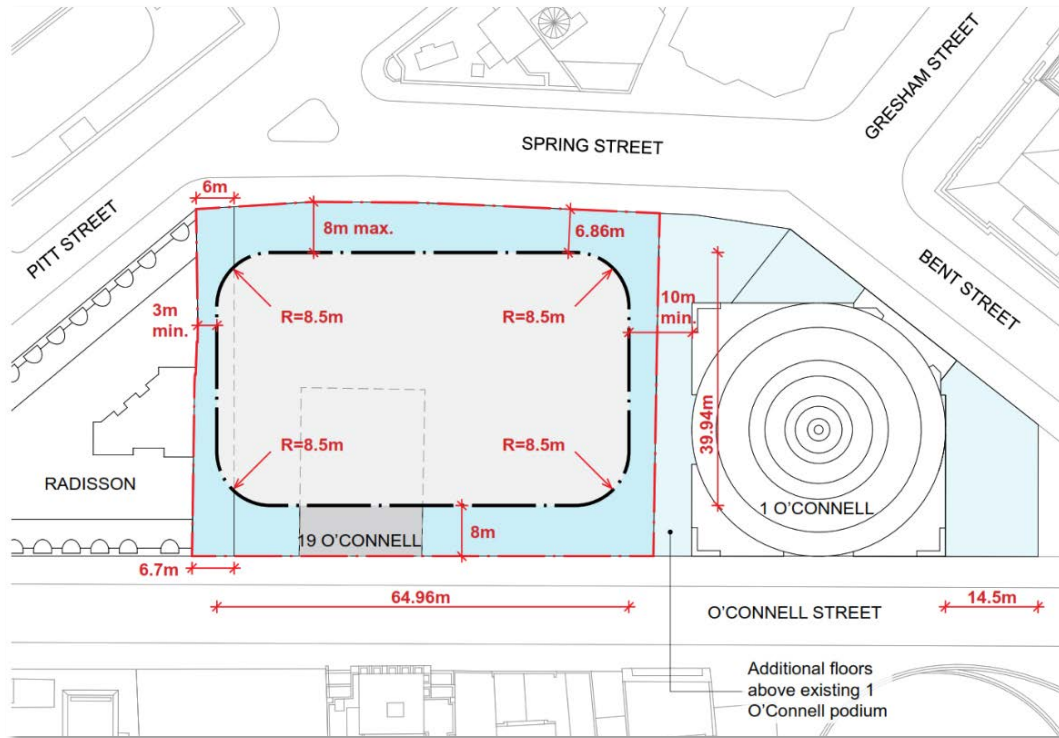 GRESHAM STREET
SPRING STREET
6m
PITT STREET
8m max.
6.86m
BENT STREET
3m
min.
R=8.5m
R=8.5m
10m
min.
39.94m
R=8.5m
R=8.5m
RADISSON
1 O'CONNELL
19 O'CONNELL
8m
6.7m
64.96m
O'CONNELL STREET
14.5m
Additional floors
above existing 1
O'Connell podium